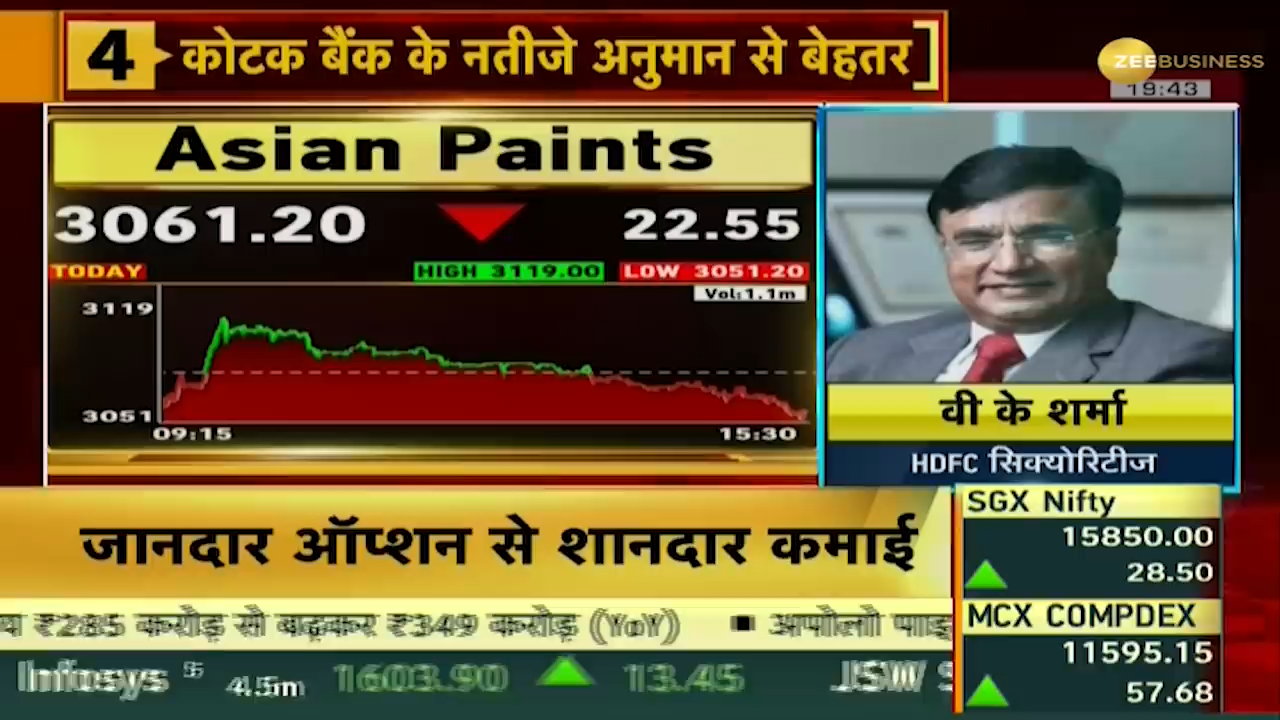 4 कोटक बैंक के नतीजे अनुमान से बेहतर
ZEEBUSINESS
19:43
Asian Paints
3061.20 22.55
TODAY HIGH 3119.00 LOW 3051.20
Vol:1.1m
3119
3051
09:15 15:30
वी के शर्मा
HDFC सिक्योरिटीज
जानदार ऑप्शन से शानदार कमाई
SGX Nifty
15850.00
28.50
MCX COMPDEX
11595.15
57.68
₹285 करोड़ से बढ़कर ₹349 करोड़ (YoY) ■ अपोलो
Infosys 4.5m 1603.90 13.45 JSW